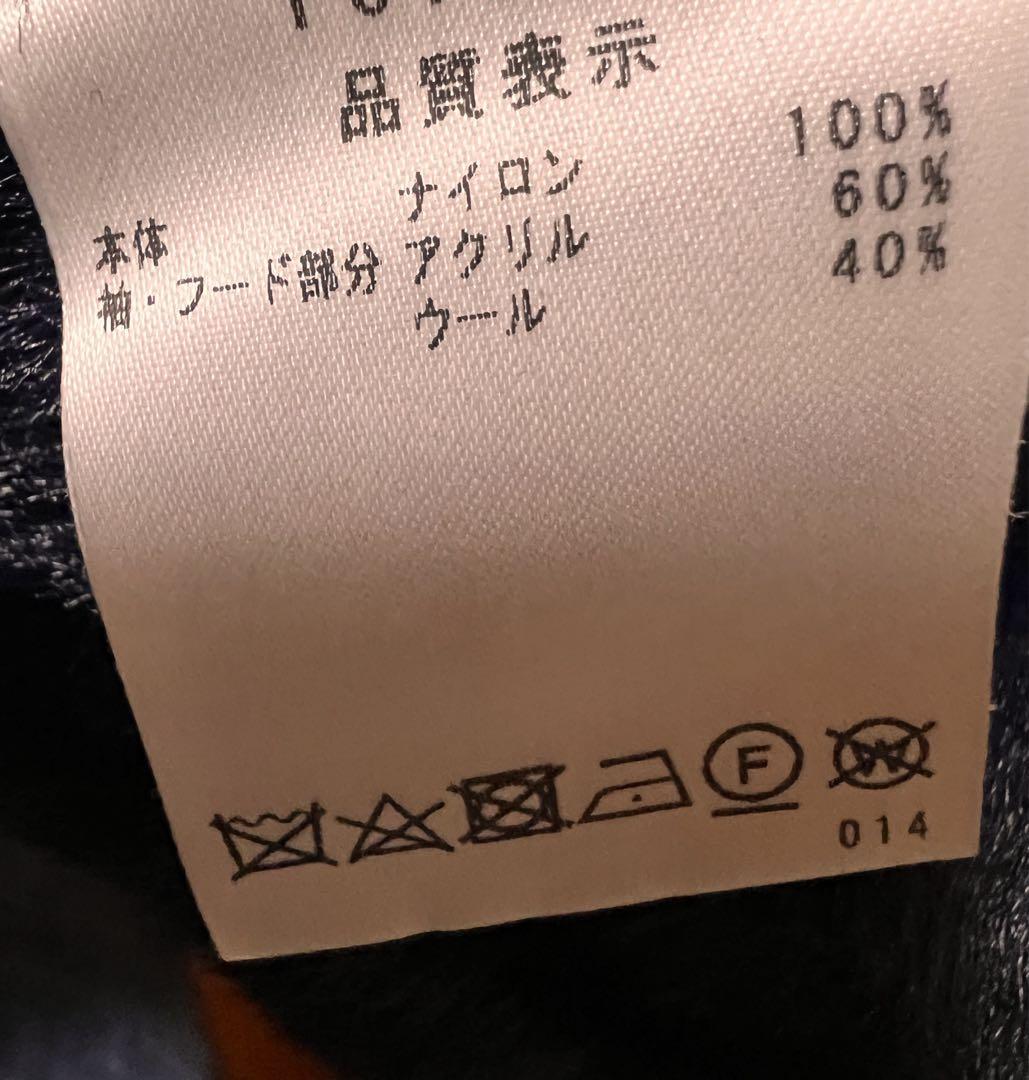 品質表示
本体 ナイロン 100%
袖・フード部分 アクリル 60%
ウール 40%
F
W
014